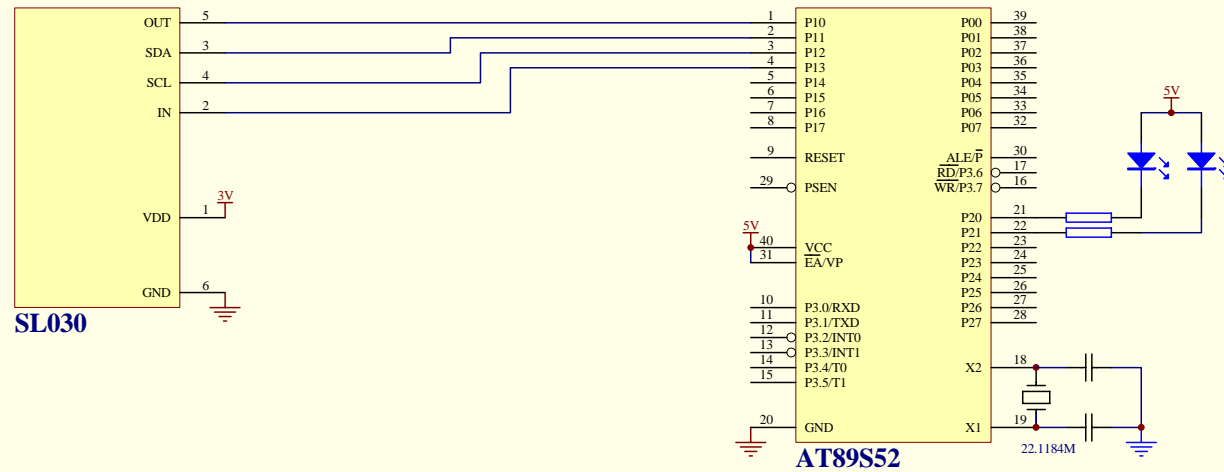 OUT 5
SDA 3
SCL 4
IN 2
3V
VDD 1
GND 6
SL030
1 P10
2 P11
3 P12
4 P13
5 P14
6 P15
7 P16
8 P17
9 RESET
29 PSEN
5V
40 VCC
31 EA/VP
10 P3.0/RXD
11 P3.1/TXD
12 P3.2/INT0
13 P3.3/INT1
14 P3.4/T0
15 P3.5/T1
20 GND
P00 39
P01 38
P02 37
P03 36
P04 35
P05 34
P06 33
P07 32
ALE/P 30
RD/P3.6 17
WR/P3.7 16
P20 21
P21 22
P22 23
P23 24
P24 25
P25 26
P26 27
P27 28
X2 18
X1 19
AT89S52
5V
22.1184M